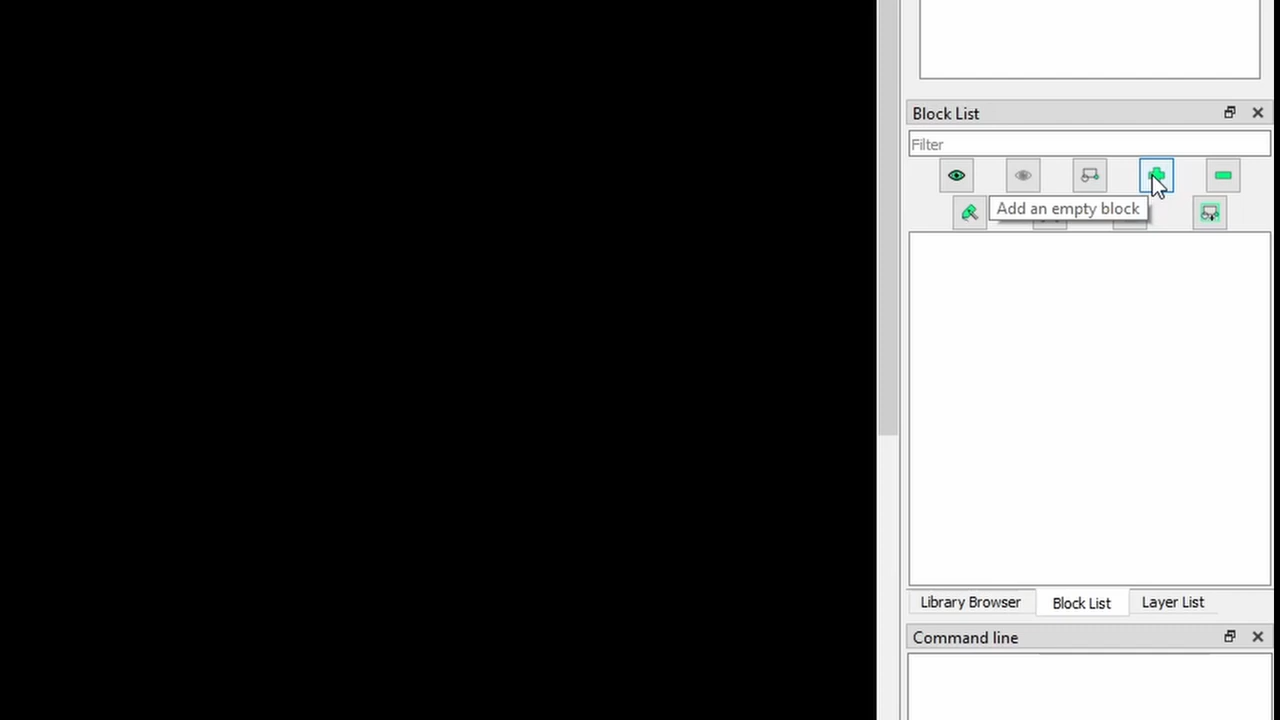 Block List
Filter
Add an empty block
Library Browser
Block List
Layer List
Command line